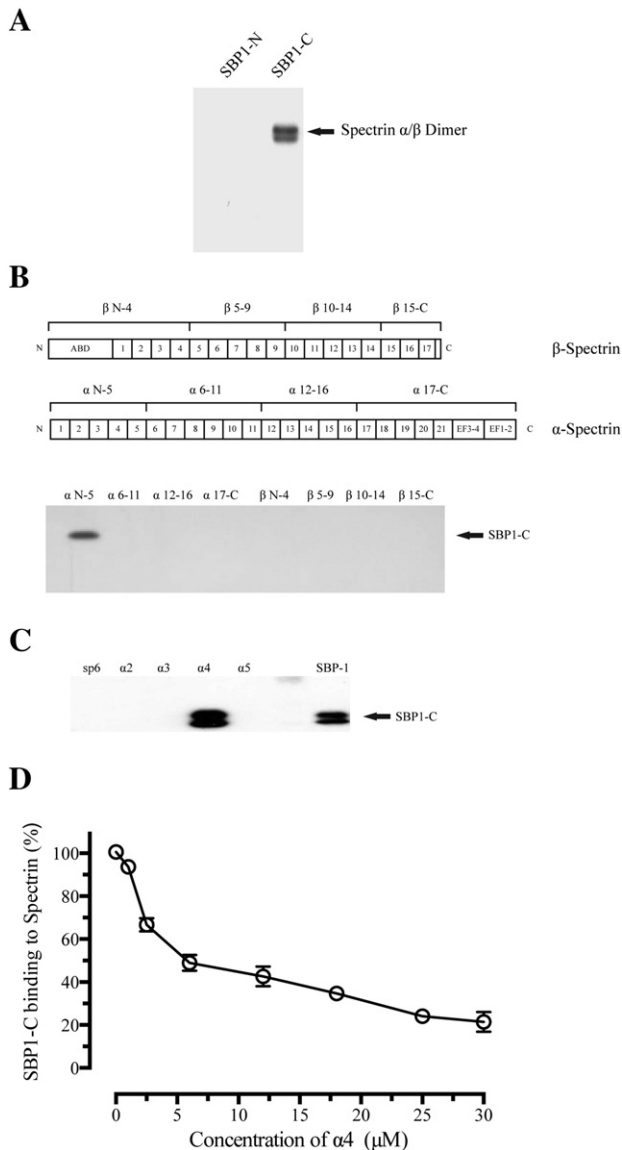 A
SBP1-N SBP1-C
Spectrin α/β Dimer
B
β N-4 β 5-9 β 10-14 β 15-C
N ABD 1 2 3 4 5 6 7 8 9 10 11 12 13 14 15 16 17 C β-Spectrin
α N-5 α 6-11 α 12-16 α 17-C
N 1 2 3 4 5 6 7 8 9 10 11 12 13 14 15 16 17 18 19 20 21 EF3-4 EF1-2 C α-Spectrin
α N-5 α 6-11 α 12-16 α 17-C β N-4 β 5-9 β 10-14 β 15-C
SBP1-C
C
sp6 α2 α3 α4 α5 SBP-1
SBP1-C
D
SBP1-C binding to Spectrin (%)
100
80
60
40
20
0
0 5 10 15 20 25 30
Concentration of α4 (μM)